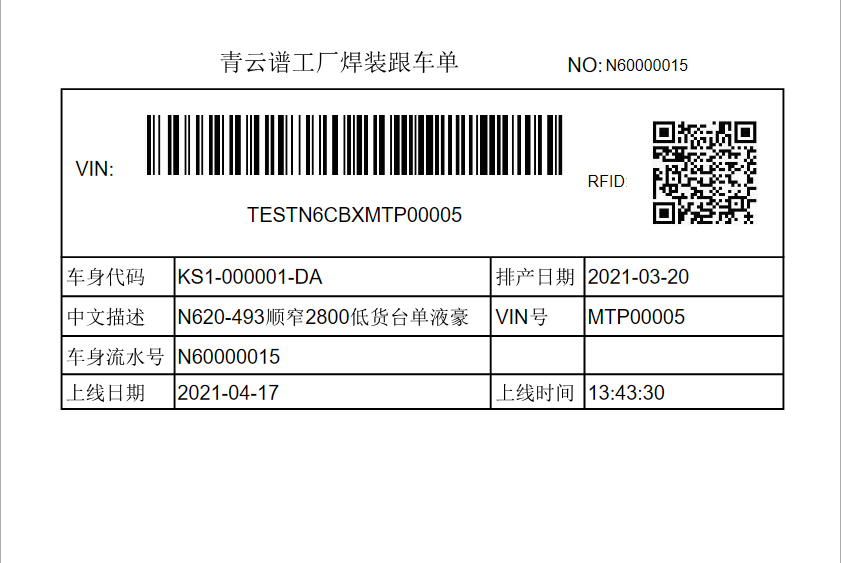 青云谱工厂焊装跟车单 NO: N60000015
VIN:
RFID:
TESTN6CBXMTP00005
车身代码 KS1-000001-DA 排产日期 2021-03-20
中文描述 N620-493顺窄2800低货台单液豪 VIN号 MTP00005
车身流水号 N60000015
上线日期 2021-04-17 上线时间 13:43:30